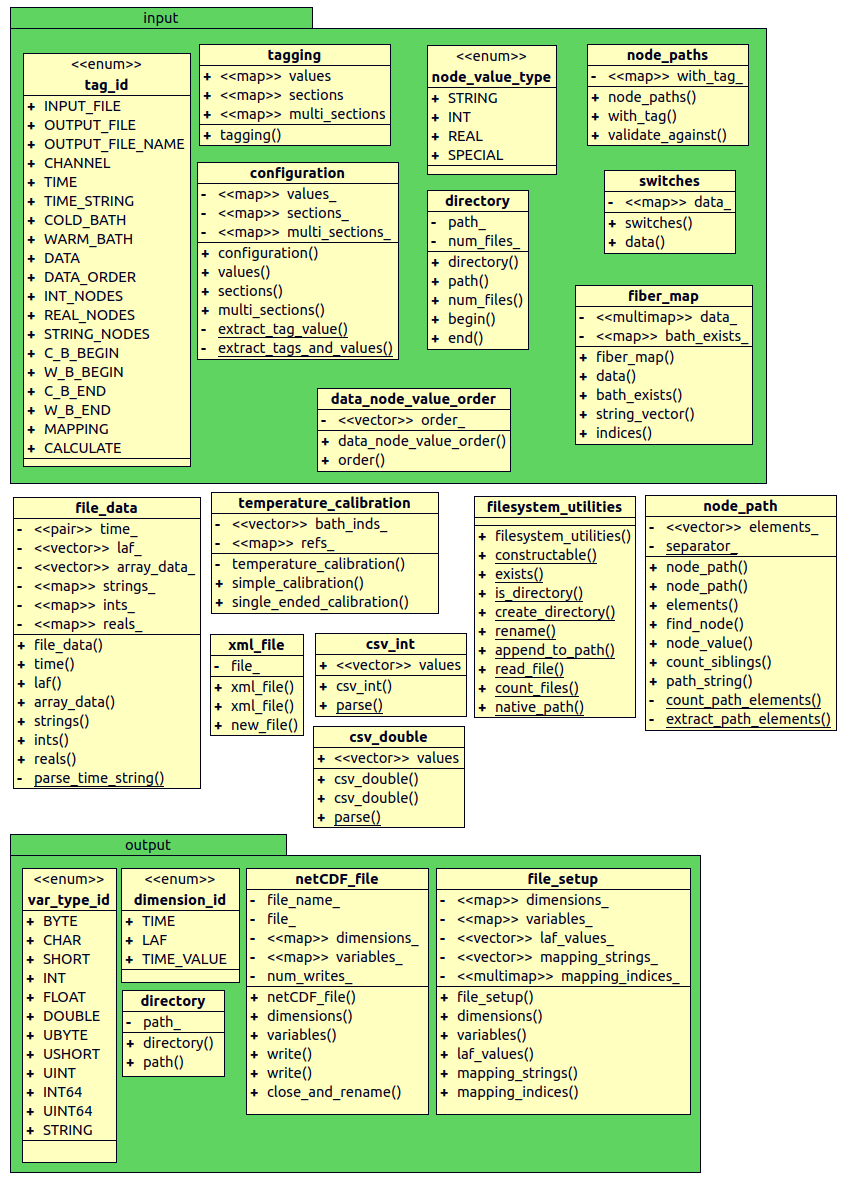 input
<<enum>>
tag_id
+ INPUT_FILE
+ OUTPUT_FILE
+ OUTPUT_FILE_NAME
+ CHANNEL
+ TIME
+ TIME_STRING
+ COLD_BATH
+ WARM_BATH
+ DATA
+ DATA_ORDER
+ INT_NODES
+ REAL_NODES
+ STRING_NODES
+ C_B_BEGIN
+ W_B_BEGIN
+ C_B_END
+ W_B_END
+ MAPPING
+ CALCULATE
tagging
+ <<map>> values
+ <<map>> sections
+ <<map>> multi_sections
+ tagging()
<<enum>>
node_value_type
+ STRING
+ INT
+ REAL
+ SPECIAL
node_paths
- <<map>> with_tag_
+ node_paths()
+ with_tag()
+ validate_against()
configuration
- <<map>> values_
- <<map>> sections_
- <<map>> multi_sections_
+ configuration()
+ values()
+ sections()
+ multi_sections()
- extract_tag_value()
- extract_tags_and_values()
directory
- path_
- num_files_
+ directory()
+ path()
+ num_files()
+ begin()
+ end()
switches
- <<map>> data_
+ switches()
+ data()
fiber_map
- <<multimap>> data_
- <<map>> bath_exists_
+ fiber_map()
+ data()
+ bath_exists()
+ string_vector()
+ indices()
data_node_value_order
- <<vector>> order_
+ data_node_value_order()
+ order()
file_data
- <<pair>> time_
- <<vector>> laf_
- <<vector>> array_data_
- <<map>> strings_
- <<map>> ints_
- <<map>> reals_
+ file_data()
+ time()
+ laf()
+ array_data()
+ strings()
+ ints()
+ reals()
- parse_time_string()
temperature_calibration
- <<vector>> bath_inds_
- <<map>> refs_
- temperature_calibration()
+ simple_calibration()
+ single_ended_calibration()
filesystem_utilities
+ filesystem_utilities()
+ constructable()
+ exists()
+ is_directory()
+ create_directory()
+ rename()
+ append_to_path()
+ read_file()
+ count_files()
+ native_path()
node_path
- <<vector>> elements_
- separator_
+ node_path()
+ node_path()
+ elements()
+ find_node()
+ node_value()
+ count_siblings()
+ path_string()
- count_path_elements()
- extract_path_elements()
xml_file
- file_
+ xml_file()
+ xml_file()
+ new_file()
csv_int
+ <<vector>> values
+ csv_int()
+ parse()
csv_double
+ <<vector>> values
+ csv_double()
+ csv_double()
+ parse()
output
<<enum>>
var_type_id
+ BYTE
+ CHAR
+ SHORT
+ INT
+ FLOAT
+ DOUBLE
+ UBYTE
+ USHORT
+ UINT
+ INT64
+ UINT64
+ STRING
<<enum>>
dimension_id
+ TIME
+ LAF
+ TIME_VALUE
directory
- path_
+ directory()
+ path()
netCDF_file
- file_name_
- file_
- <<map>> dimensions_
- <<map>> variables_
- num_writes_
+ netCDF_file()
+ dimensions()
+ variables()
+ write()
+ write()
+ close_and_rename()
file_setup
- <<map>> dimensions_
- <<map>> variables_
- <<vector>> laf_values_
- <<vector>> mapping_strings_
- <<multimap>> mapping_indices_
+ file_setup()
+ dimensions()
+ variables()
+ laf_values()
+ mapping_strings()
+ mapping_indices()